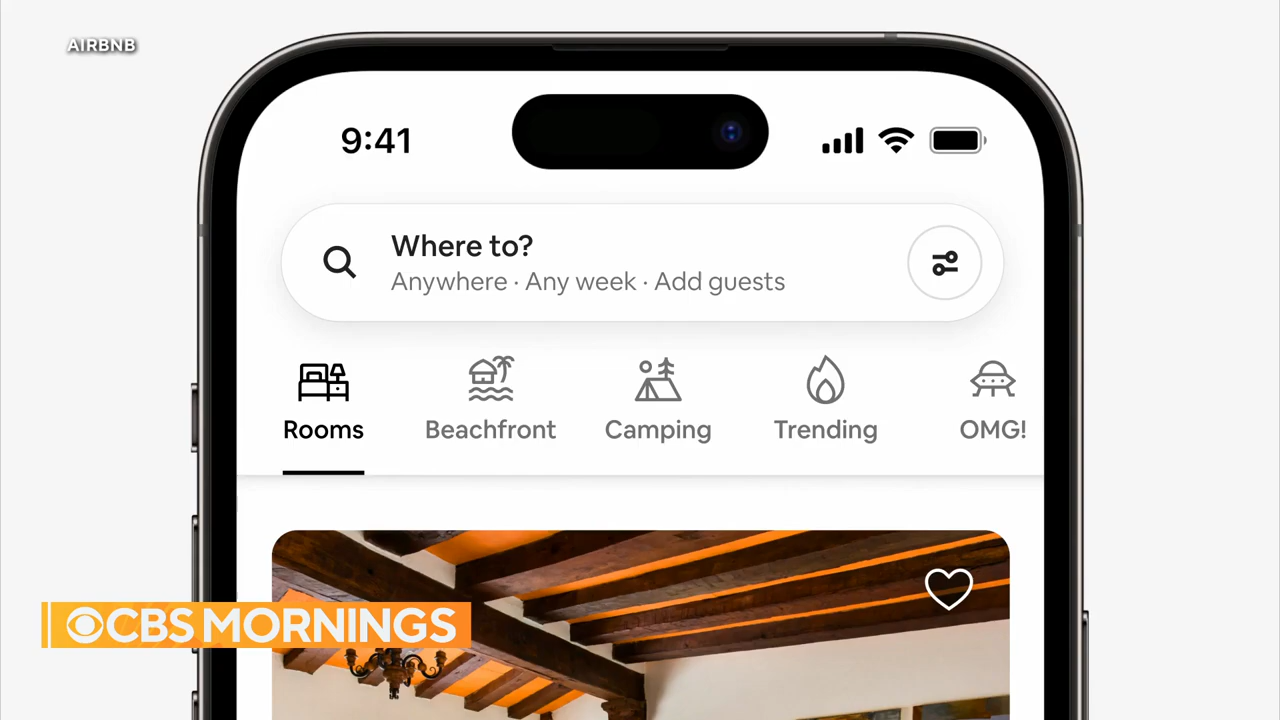 AIRBNB
9:41
Where to?
Anywhere · Any week · Add guests
Rooms
Beachfront
Camping
Trending
OMG!
CBS MORNINGS